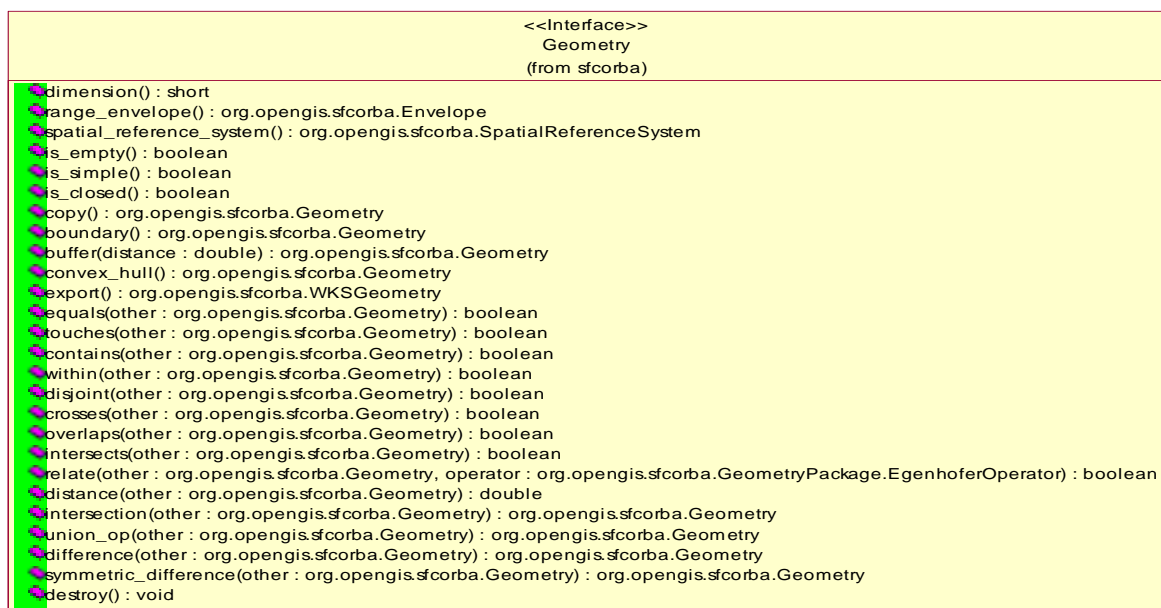 <<Interface>>
Geometry
(from sfcorba)
dimension() : short
range_envelope() : org.opengis.sfcorba.Envelope
spatial_reference_system() : org.opengis.sfcorba.SpatialReferenceSystem
is_empty() : boolean
is_simple() : boolean
is_closed() : boolean
copy() : org.opengis.sfcorba.Geometry
boundary() : org.opengis.sfcorba.Geometry
buffer(distance : double) : org.opengis.sfcorba.Geometry
convex_hull() : org.opengis.sfcorba.Geometry
export() : org.opengis.sfcorba.WKSGeometry
equals(other : org.opengis.sfcorba.Geometry) : boolean
touches(other : org.opengis.sfcorba.Geometry) : boolean
contains(other : org.opengis.sfcorba.Geometry) : boolean
within(other : org.opengis.sfcorba.Geometry) : boolean
disjoint(other : org.opengis.sfcorba.Geometry) : boolean
crosses(other : org.opengis.sfcorba.Geometry) : boolean
overlaps(other : org.opengis.sfcorba.Geometry) : boolean
intersects(other : org.opengis.sfcorba.Geometry) : boolean
relate(other : org.opengis.sfcorba.Geometry, operator : org.opengis.sfcorba.GeometryPackage.EgenhoferOperator) : boolean
distance(other : org.opengis.sfcorba.Geometry) : double
intersection(other : org.opengis.sfcorba.Geometry) : org.opengis.sfcorba.Geometry
union_op(other : org.opengis.sfcorba.Geometry) : org.opengis.sfcorba.Geometry
difference(other : org.opengis.sfcorba.Geometry) : org.opengis.sfcorba.Geometry
symmetric_difference(other : org.opengis.sfcorba.Geometry) : org.opengis.sfcorba.Geometry
destroy() : void